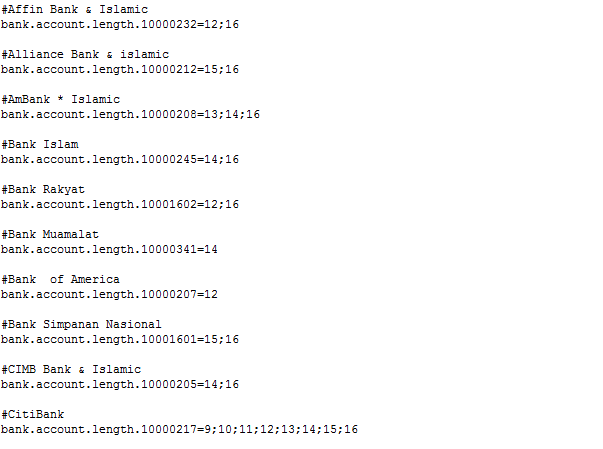 #Affin Bank & Islamic
bank.account.length.10000232=12;16
#Alliance Bank & islamic
bank.account.length.10000212=15;16
#AmBank * Islamic
bank.account.length.10000208=13;14;16
#Bank Islam
bank.account.length.10000245=14;16
#Bank Rakyat
bank.account.length.10001602=12;16
#Bank Muamalat
bank.account.length.10000341=14
#Bank  of America
bank.account.length.10000207=12
#Bank Simpanan Nasional
bank.account.length.10001601=15;16
#CIMB Bank & Islamic
bank.account.length.10000205=14;16
#CitiBank
bank.account.length.10000217=9;10;11;12;13;14;15;16